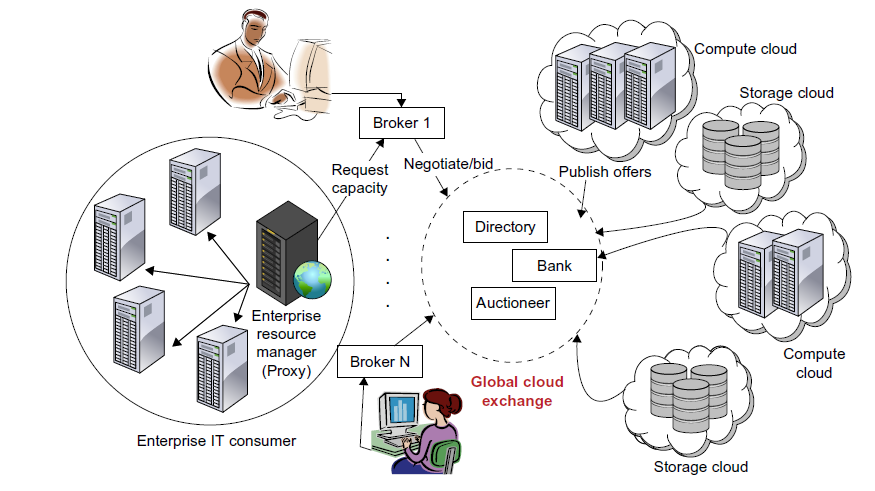 Compute cloud
Storage cloud
Broker 1
Request
capacity
Negotiate/bid
Publish offers
Directory
Bank
Auctioneer
Enterprise
resource
manager
(Proxy)
Broker N
Global cloud
exchange
Compute
cloud
Enterprise IT consumer
Storage cloud